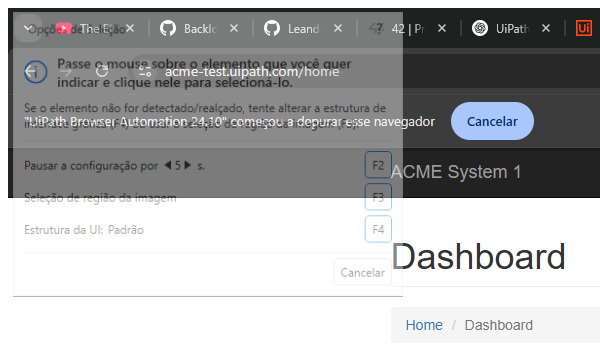 Opções de Seleção
Backlo
Leand
42 | Pr
UiPath
Passe o mouse sobre o elemento que você quer
indicar e clique nele para selecioná-lo.
acme-test.uipath.com/home
Se o elemento não for detectado/realçado, tente alterar a estrutura de
"UiPath Browser Automation 24.10" começou a depurar esse navegador
Cancelar
Pausar a configuração por 5 s.
F2
ACME System 1
Seleção de região da imagem
F3
Estrutura da UI: Padrão
F4
Dashboard
Cancelar
Home / Dashboard